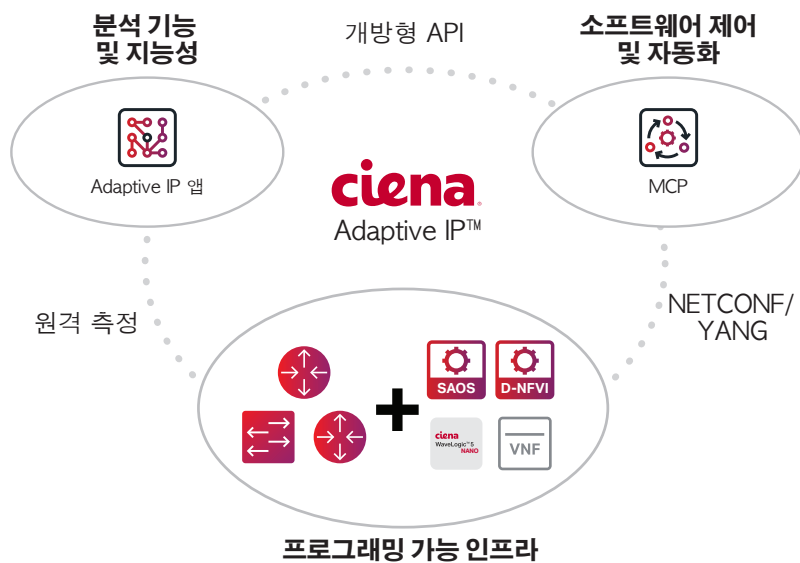 분석 기능
및 지능성
개방형 API
소프트웨어 제어
및 자동화
Adaptive IP 앱
MCP
ciena
Adaptive IP™
원격 측정
NETCONF/
YANG
SAOS
D-NFVI
ciena
WaveLogic™5
NANO
VNF
프로그래밍 가능 인프라